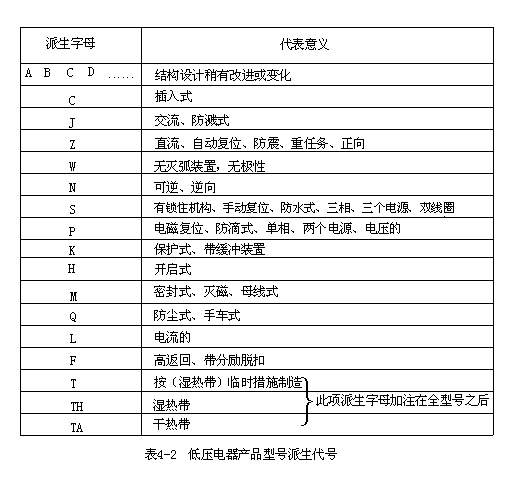 派生字母 代表意义
A B C D …… 结构设计稍有改进或变化
C 插入式
J 交流、防溅式
Z 直流、自动复位、防震、重任务、正向
W 无灭弧装置，无极性
N 可逆、逆向
S 有锁住机构、手动复位、防水式、三相、三个电源、双线圈
P 电磁复位、防滴式、单相、两个电源、电压的
K 保护式、带缓冲装置
H 开启式
M 密封式、灭磁、母线式
Q 防尘式、手车式
L 电流的
F 高返回、带分励脱扣
T 按（湿热带）临时措施制造
TH 湿热带 此项派生字母加注在全型号之后
TA 干热带
表4-2 低压电器产品型号派生代号